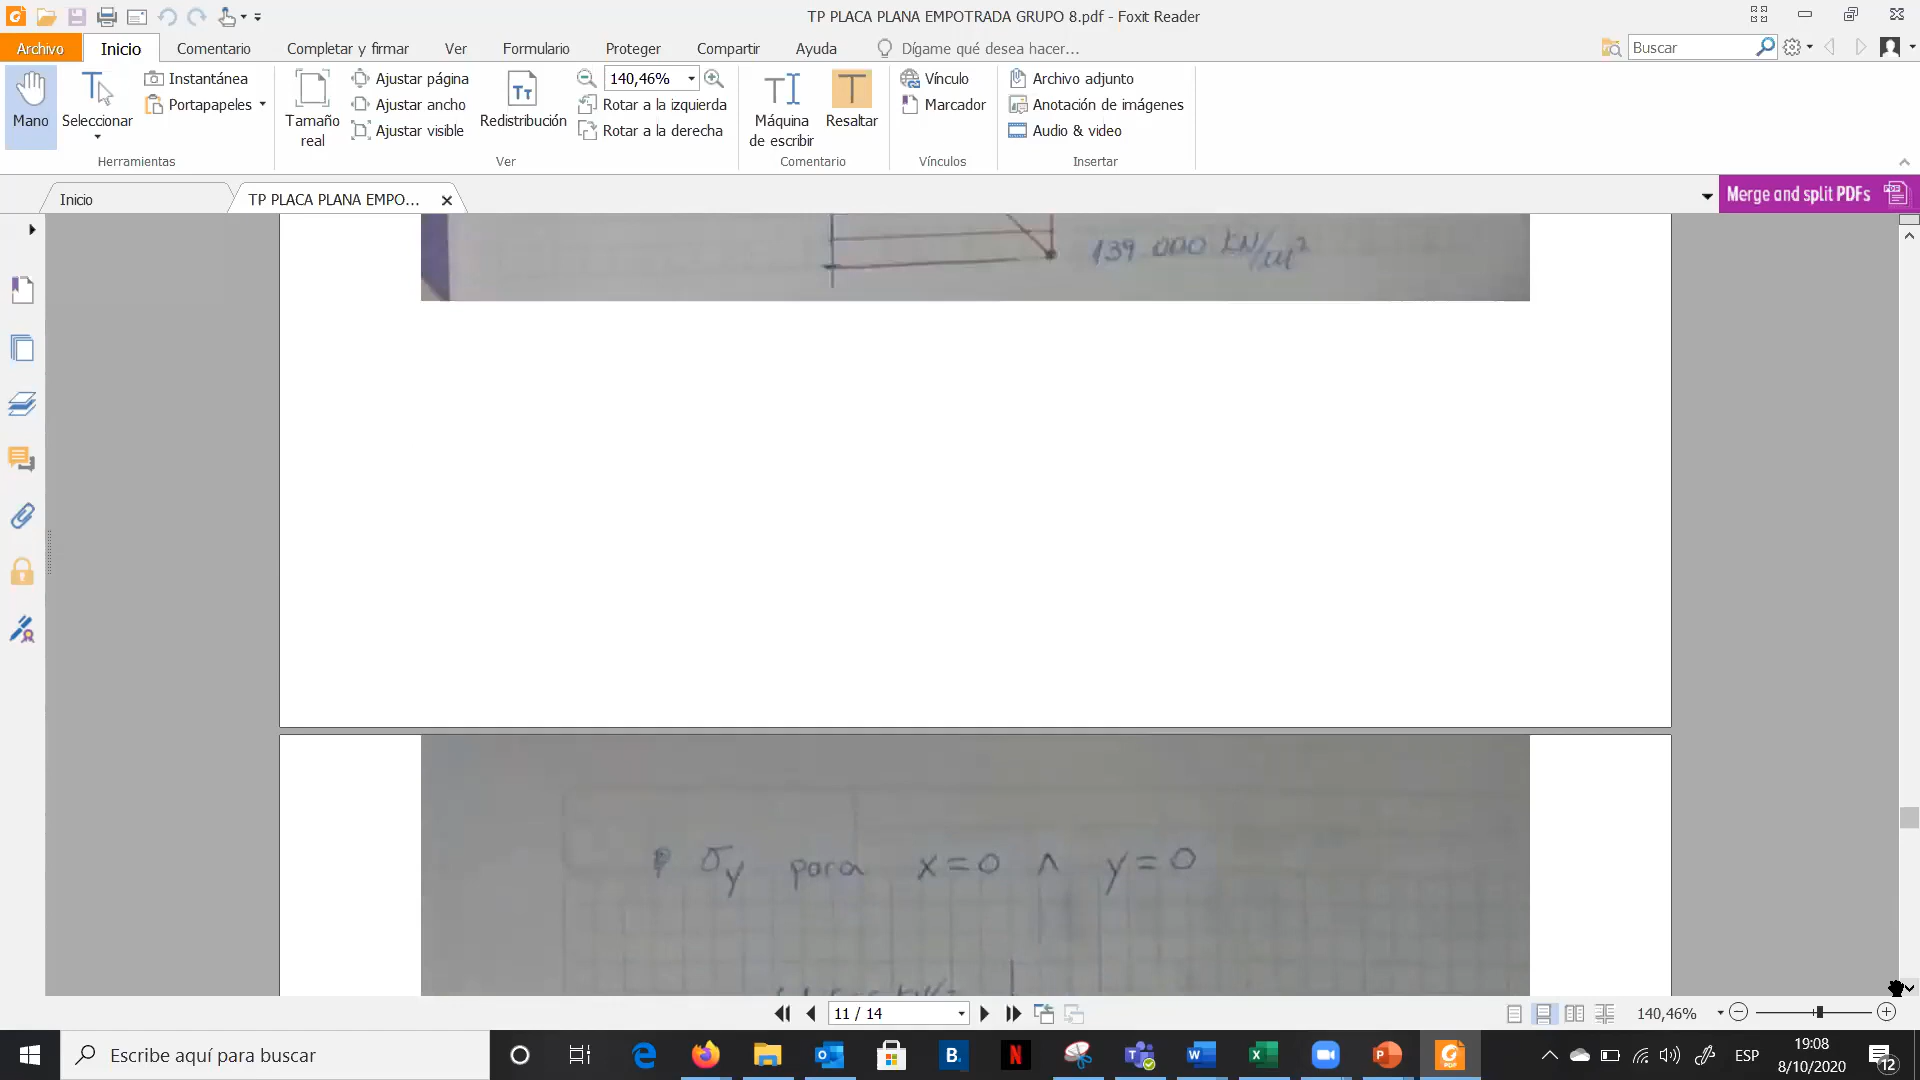 TP PLACA PLANA EMPOTRADA GRUPO 8.pdf - Foxit Reader
Archivo Inicio Comentario Completar y firmar Ver Formulario Proteger Compartir Ayuda Dígame qué desea hacer... Buscar
Mano
Seleccionar
Instantánea
Portapapeles
Herramientas
Tamaño
real
Ajustar página
Ajustar ancho
Ajustar visible
Redistribución
140,46%
Rotar a la izquierda
Rotar a la derecha
Ver
Máquina
de escribir
Resaltar
Comentario
Vínculo
Marcador
Vínculos
Archivo adjunto
Anotación de imágenes
Audio & video
Insertar
Inicio
TP PLACA PLANA EMPO...
Merge and split PDFs
139.000 kN/m²
σy para x=0 ∧ y=0
11 / 14
140,46%
Escribe aquí para buscar
ESP
19:08
8/10/2020
12